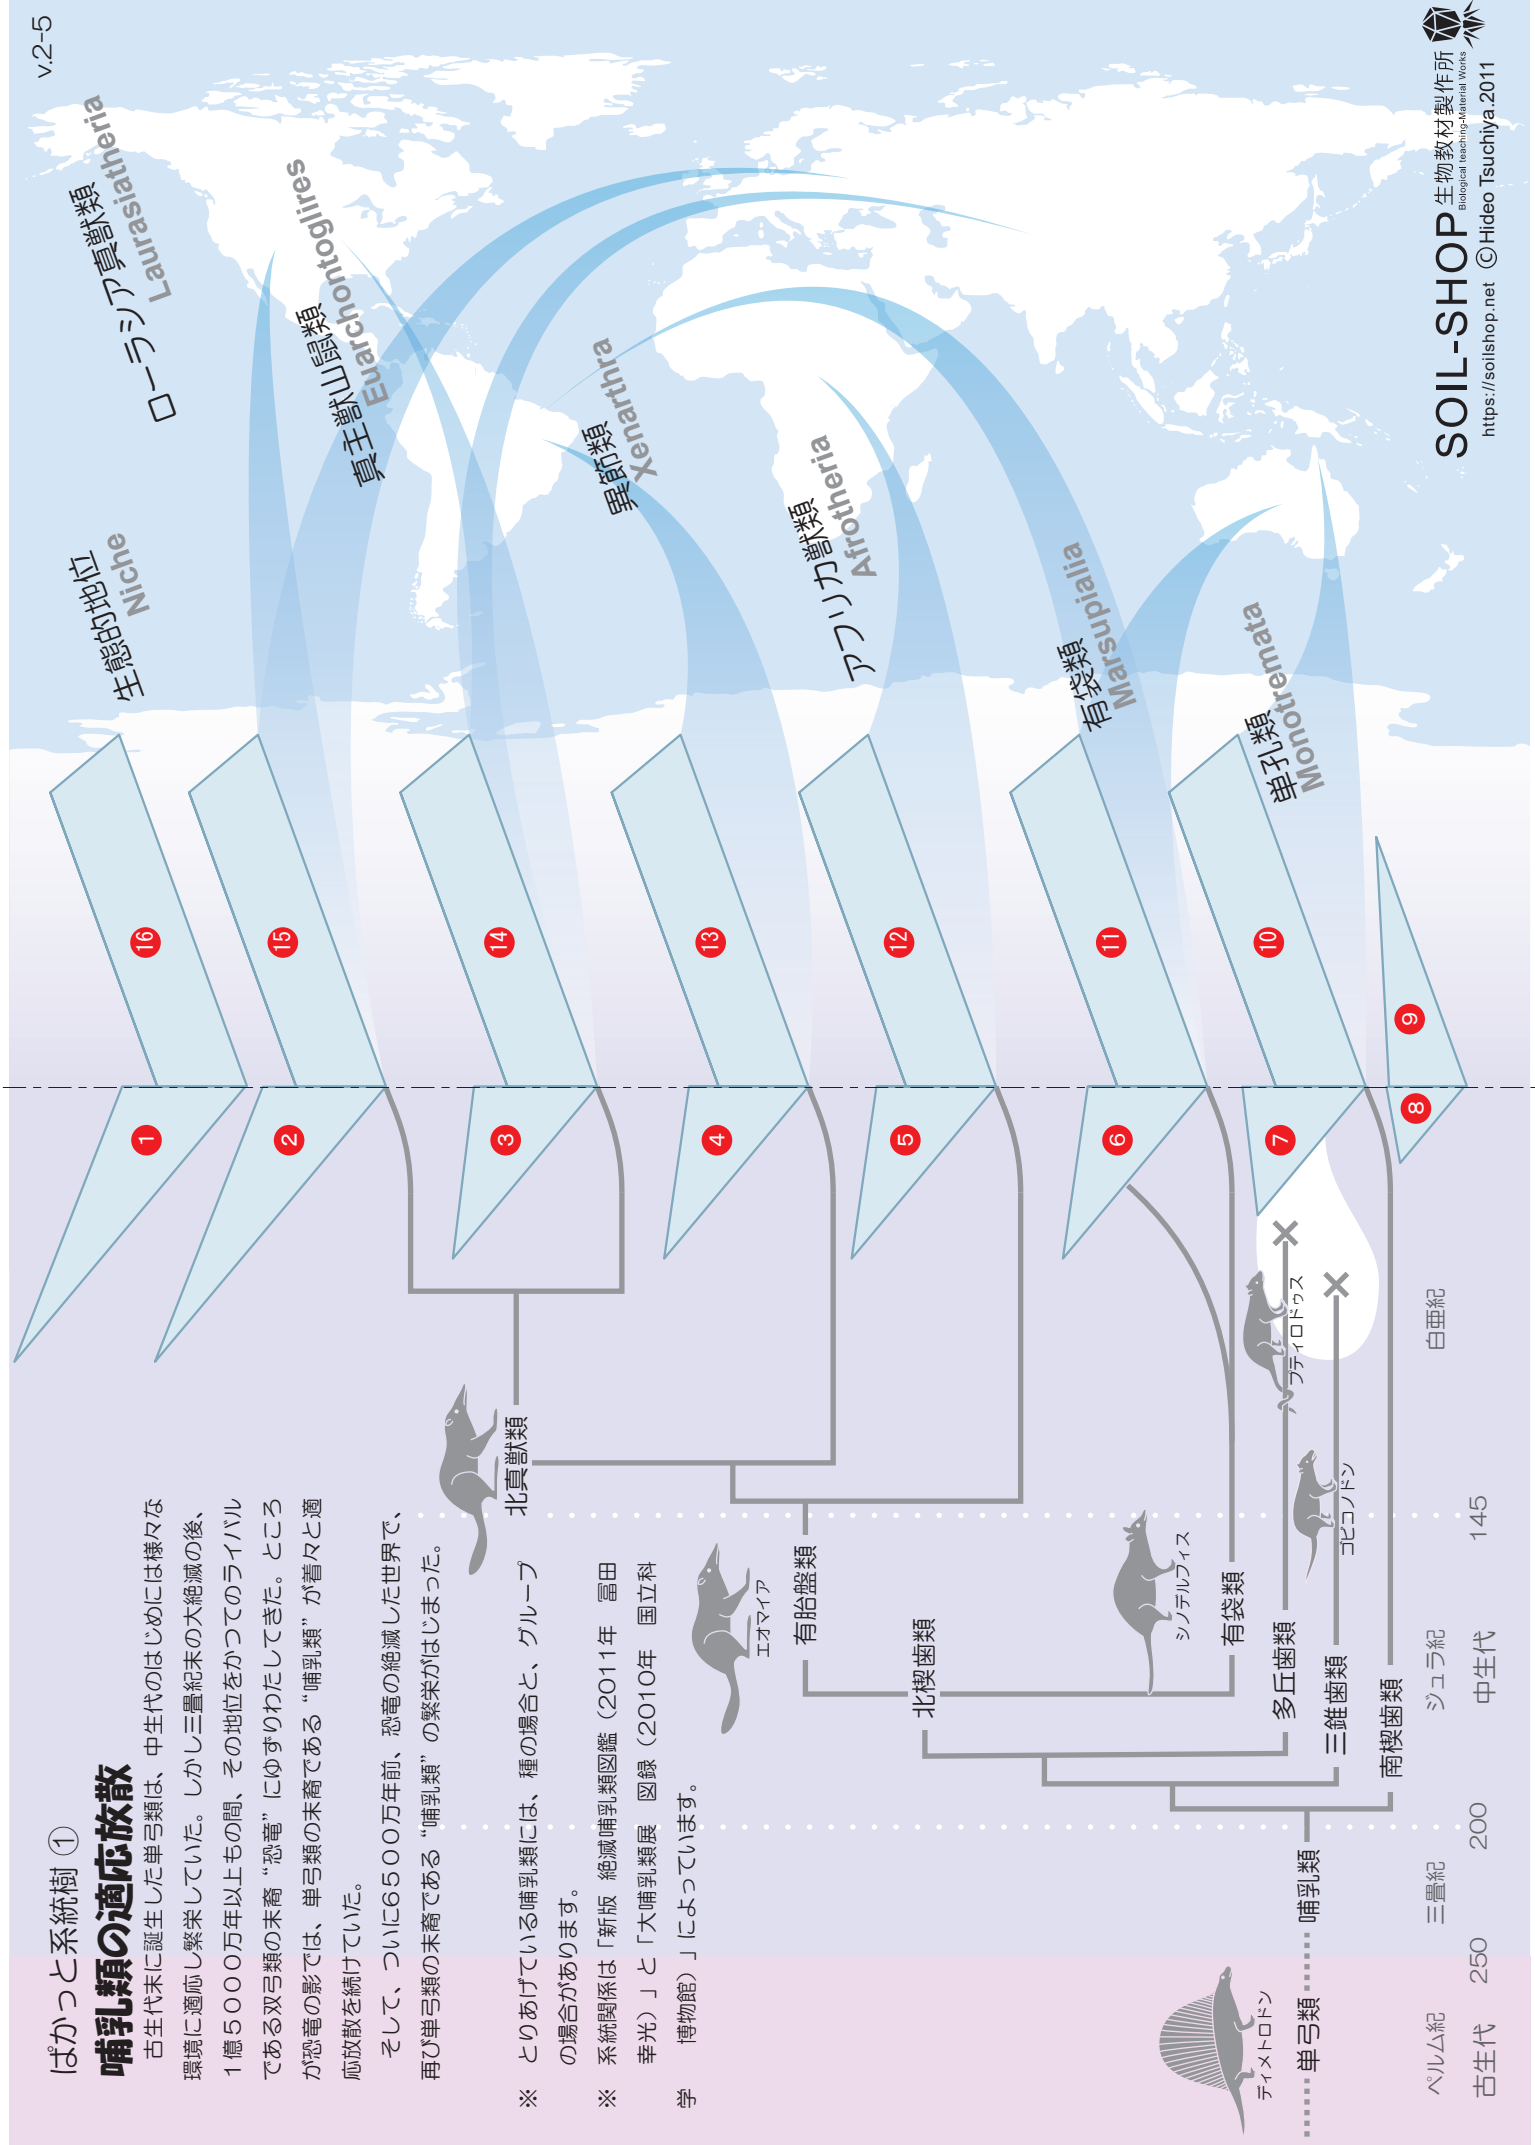 ぱかっと系統樹 ①
哺乳類の適応放散
v.2-5
古生代末に誕生した単弓類は、中生代のはじめには様々な
環境に適応し繁栄していた。しかし三畳紀末の大絶滅の後、
1億5000万年以上もの間、その地位をかつてのライバル
である双弓類の末裔“恐竜”にゆずりわたしてきた。ところ
が恐竜の影では、単弓類の末裔である“哺乳類”が着々と適
応放散を続けていた。
そして、ついに6500万年前、恐竜の絶滅した世界で、
再び単弓類の末裔である“哺乳類”の繁栄がはじまった。
※ とりあげている哺乳類には、種の場合と、グループ
の場合があります。
※ 系統関係は「新版 絶滅哺乳類図鑑（2011年 冨田
幸光）」と「大哺乳類展 図録（2010年 国立科
学 博物館）」によっています。
生態的地位
Niche
ローラシア真獣類
Laurasiatheria
真主獣山鼠類
Euarchontoglires
異節類
Xenarthra
アフリカ獣類
Afrotheria
有袋類
Marsupialia
単孔類
Monotremata
1
2
3
4
5
6
7
8
9
10
11
12
13
14
15
16
北真獣類
エオマイア
有胎盤類
北楔歯類
シノデルフィス
有袋類
プティロドゥス
多丘歯類
ゴビコノドン
三錐歯類
南楔歯類
哺乳類
ディメトロドン
単弓類
ペルム紀
三畳紀
ジュラ紀
白亜紀
古生代
250
200
中生代
145
SOIL-SHOP 生物教材製作所
Biological teaching-Material Works
https://soilshop.net ©Hideo Tsuchiya.2011